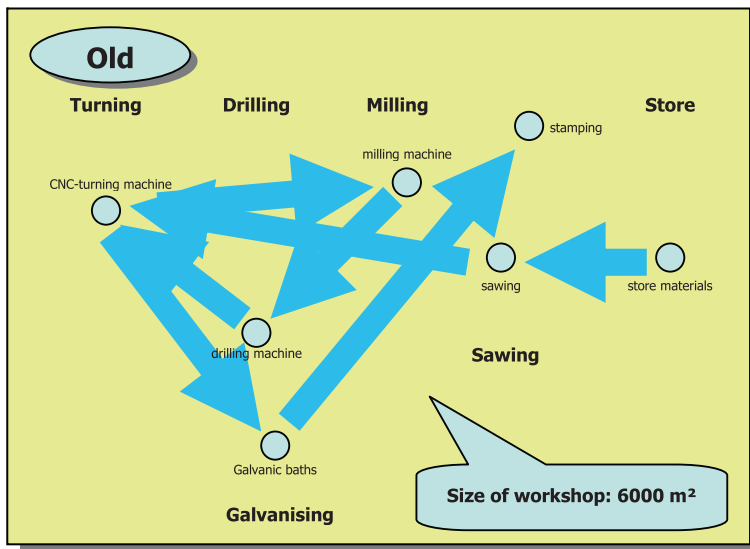 Old
Turning
Drilling
Milling
Store
stamping
milling machine
CNC-turning machine
sawing
store materials
drilling machine
Sawing
Galvanic baths
Size of workshop: 6000 m²
Galvanising